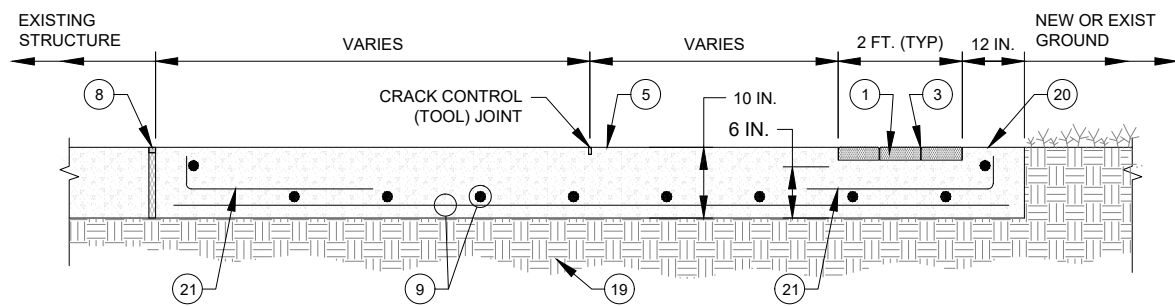 EXISTING
STRUCTURE
VARIES
VARIES
2 FT. (TYP)
12 IN.
NEW OR EXIST
GROUND
8
CRACK CONTROL
(TOOL) JOINT
5
10 IN.
6 IN.
1
3
20
21
9
19
21